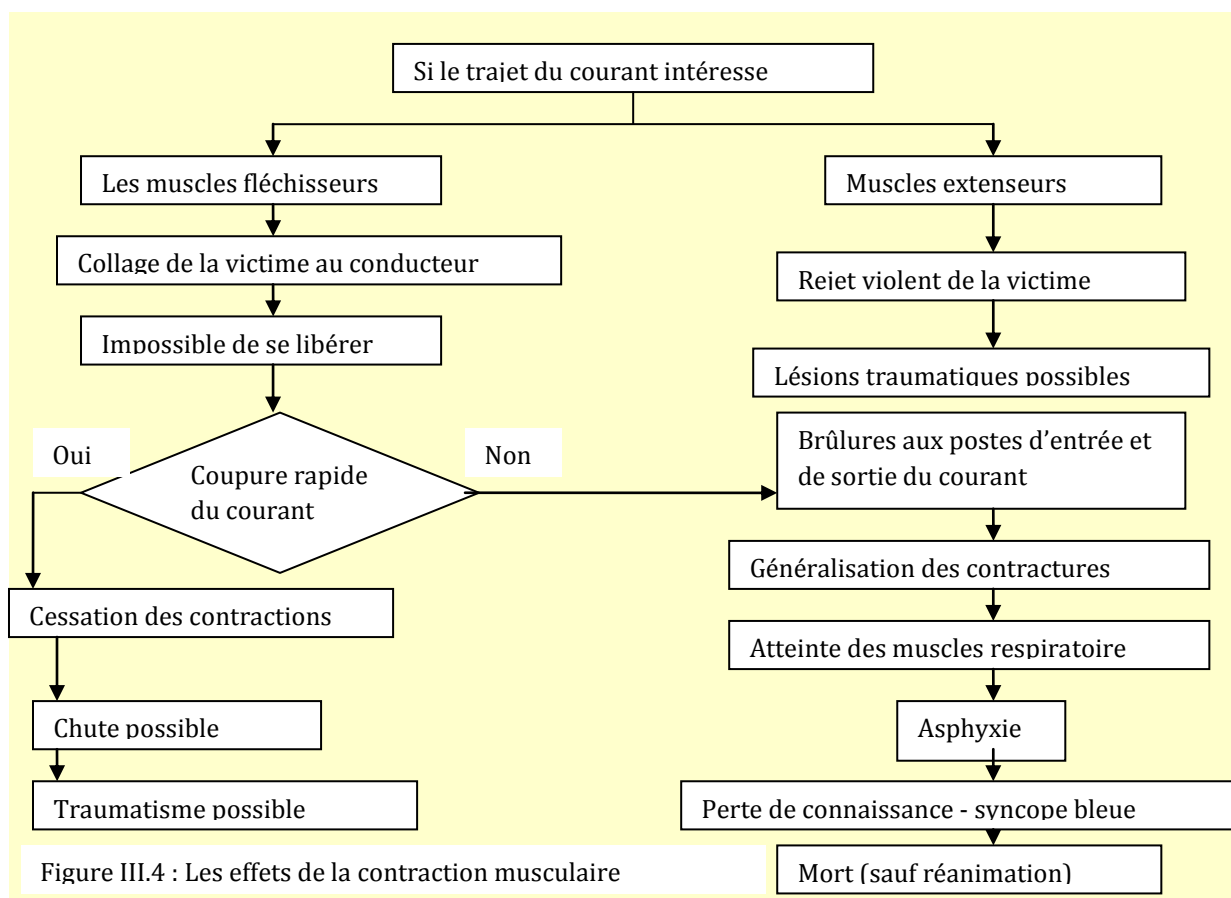 Si le trajet du courant intéresse
Les muscles fléchisseurs
Muscles extenseurs
Collage de la victime au conducteur
Rejet violent de la victime
Impossible de se libérer
Lésions traumatiques possibles
Oui
Coupure rapide
du courant
Non
Brûlures aux postes d’entrée et
de sortie du courant
Généralisation des contractures
Cessation des contractions
Atteinte des muscles respiratoire
Chute possible
Asphyxie
Traumatisme possible
Perte de connaissance - syncope bleue
Figure III.4 : Les effets de la contraction musculaire
Mort (sauf réanimation)